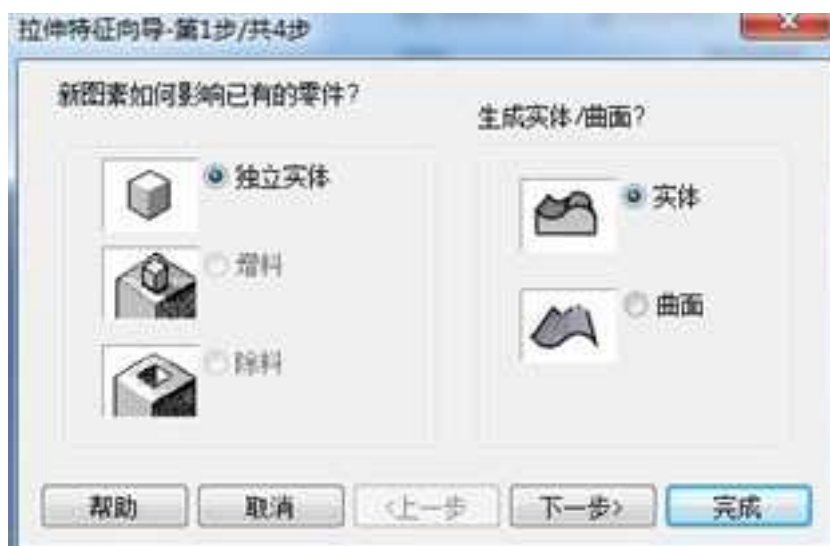 拉伸特征向导-第1步/共4步
新图素如何影响已有的零件?
生成实体/曲面?
独立实体
实体
增料
曲面
除料
帮助
取消
<上一步
下一步>
完成